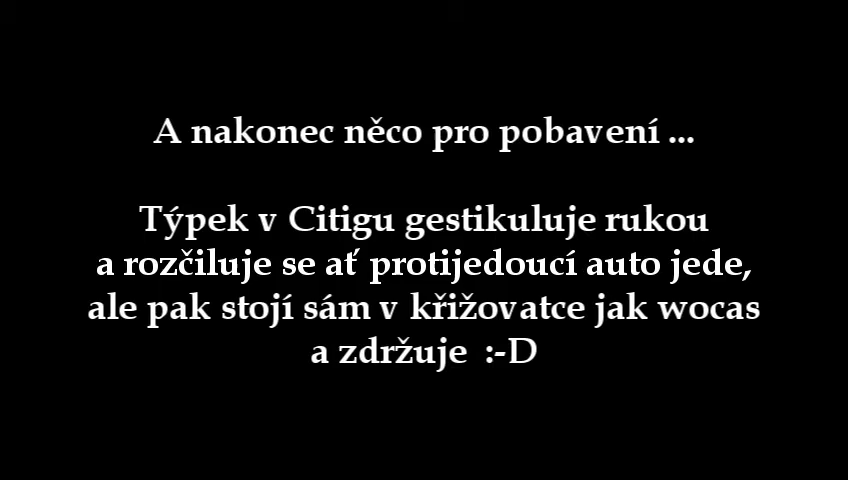 A nakonec něco pro pobavení ...
Týpek v Citigu gestikuluje rukou
a rozčiluje se ať protijedoucí auto jede,
ale pak stojí sám v křižovatce jak wocas
a zdržuje :-D